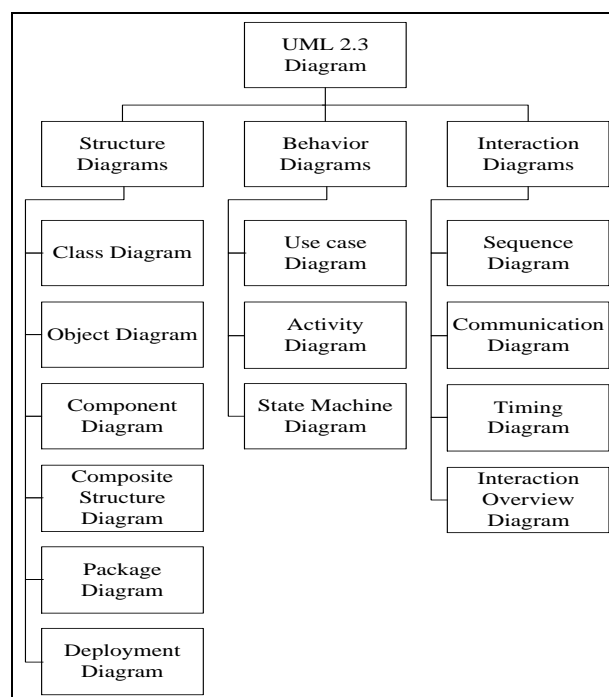 UML 2.3
Diagram
Structure
Diagrams
Behavior
Diagrams
Interaction
Diagrams
Class Diagram
Object Diagram
Component
Diagram
Composite
Structure
Diagram
Package
Diagram
Deployment
Diagram
Use case
Diagram
Activity
Diagram
State Machine
Diagram
Sequence
Diagram
Communication
Diagram
Timing
Diagram
Interaction
Overview
Diagram